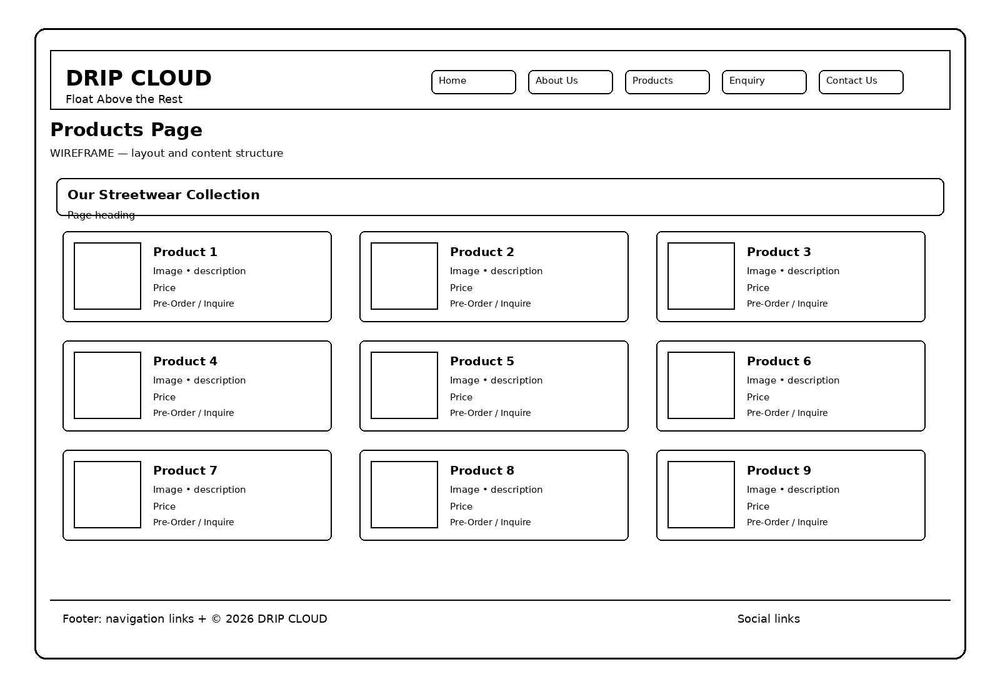 DRIP CLOUD
Float Above the Rest
Home
About Us
Products
Enquiry
Contact Us
Products Page
WIREFRAME — layout and content structure
Our Streetwear Collection
Page heading
Product 1
Image • description
Price
Pre-Order / Inquire
Product 2
Image • description
Price
Pre-Order / Inquire
Product 3
Image • description
Price
Pre-Order / Inquire
Product 4
Image • description
Price
Pre-Order / Inquire
Product 5
Image • description
Price
Pre-Order / Inquire
Product 6
Image • description
Price
Pre-Order / Inquire
Product 7
Image • description
Price
Pre-Order / Inquire
Product 8
Image • description
Price
Pre-Order / Inquire
Product 9
Image • description
Price
Pre-Order / Inquire
Footer: navigation links + © 2026 DRIP CLOUD
Social links